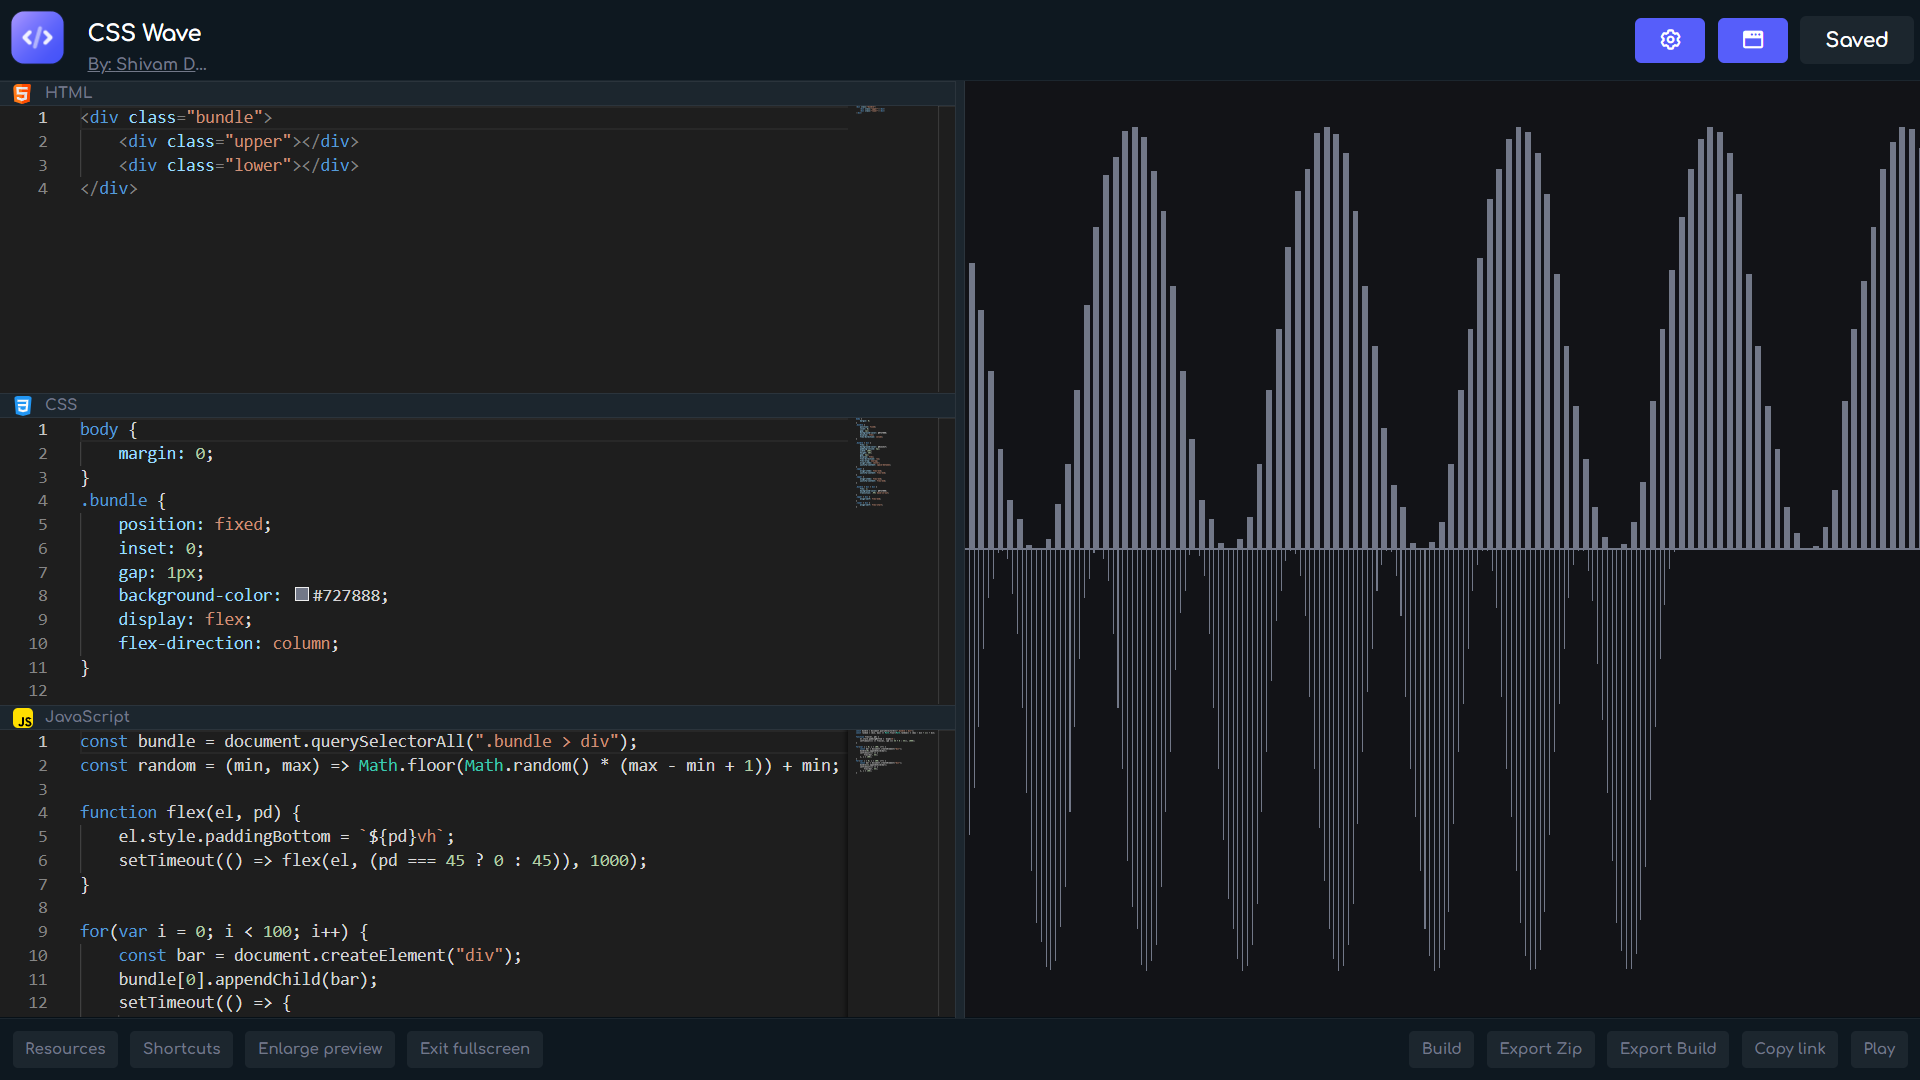 CSS Wave
By: Shivam D...
Saved
HTML
1 <div class="bundle">
2     <div class="upper"></div>
3     <div class="lower"></div>
4 </div>
CSS
1 body {
2     margin: 0;
3 }
4 .bundle {
5     position: fixed;
6     inset: 0;
7     gap: 1px;
8     background-color: #727888;
9     display: flex;
10     flex-direction: column;
11 }
12
JS JavaScript
1 const bundle = document.querySelectorAll(".bundle > div");
2 const random = (min, max) => Math.floor(Math.random() * (max - min + 1)) + min;
3
4 function flex(el, pd) {
5     el.style.paddingBottom = `${pd}vh`;
6     setTimeout(() => flex(el, (pd === 45 ? 0 : 45)), 1000);
7 }
8
9 for(var i = 0; i < 100; i++) {
10     const bar = document.createElement("div");
11     bundle[0].appendChild(bar);
12     setTimeout(() => {
Resources Shortcuts Enlarge preview Exit fullscreen Build Export Zip Export Build Copy link Play